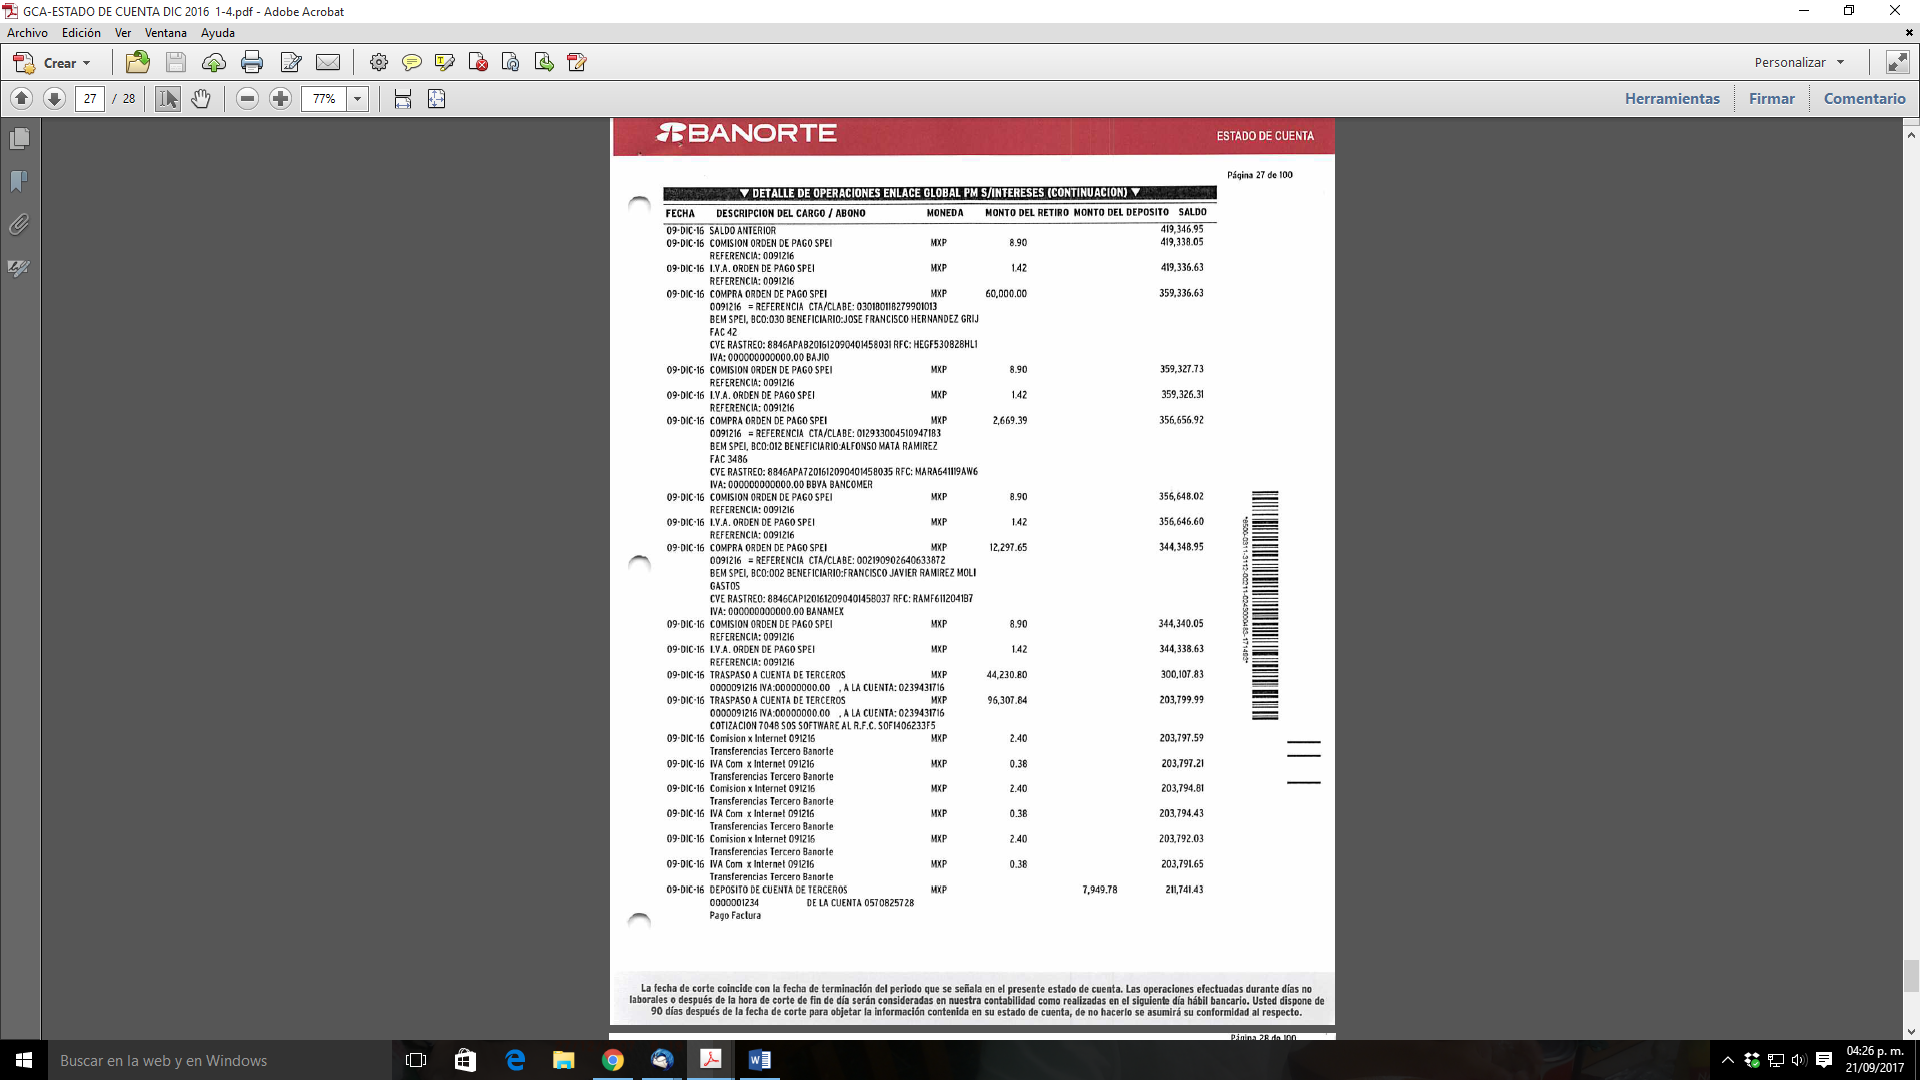 GCA-ESTADO DE CUENTA DIC 2016 1-4.pdf - Adobe Acrobat
Archivo Edición Ver Ventana Ayuda
Crear Personalizar
27 / 28 77% Herramientas Firmar Comentario
BANORTE ESTADO DE CUENTA
Página 27 de 100
▼ DETALLE DE OPERACIONES ENLACE GLOBAL PM S/INTERESES (CONTINUACION) ▼
FECHA DESCRIPCION DEL CARGO / ABONO MONEDA MONTO DEL RETIRO MONTO DEL DEPOSITO SALDO
09-DIC-16 SALDO ANTERIOR 419,346.95
09-DIC-16 COMISION ORDEN DE PAGO SPEI MXP 8.90 419,338.05
REFERENCIA: 0091216
09-DIC-16 I.V.A. ORDEN DE PAGO SPEI MXP 1.42 419,336.63
REFERENCIA: 0091216
09-DIC-16 COMPRA ORDEN DE PAGO SPEI MXP 60,000.00 359,336.63
0091216 = REFERENCIA CTA/CLABE: 030180118279901013
BEM SPEI, BCO:030 BENEFICIARIO:JOSE FRANCISCO HERNANDEZ GRIJ
FAC 42
CVE RASTREO: 8846APAB201612090401458031 RFC: HEGF530828HL1
IVA: 000000000000.00 BAJIO
09-DIC-16 COMISION ORDEN DE PAGO SPEI MXP 8.90 359,327.73
REFERENCIA: 0091216
09-DIC-16 I.V.A. ORDEN DE PAGO SPEI MXP 1.42 359,326.31
REFERENCIA: 0091216
09-DIC-16 COMPRA ORDEN DE PAGO SPEI MXP 2,669.39 356,656.92
0091216 = REFERENCIA CTA/CLABE: 012933004510947183
BEM SPEI, BCO:012 BENEFICIARIO:ALFONSO MATA RAMIREZ
FAC 3486
CVE RASTREO: 8846APA7201612090401458035 RFC: MARA641119AW6
IVA: 000000000000.00 BBVA BANCOMER
09-DIC-16 COMISION ORDEN DE PAGO SPEI MXP 8.90 356,648.02
REFERENCIA: 0091216
09-DIC-16 I.V.A. ORDEN DE PAGO SPEI MXP 1.42 356,646.60
REFERENCIA: 0091216
09-DIC-16 COMPRA ORDEN DE PAGO SPEI MXP 12,297.65 344,348.95
0091216 = REFERENCIA CTA/CLABE: 002190902640633872
BEM SPEI, BCO:002 BENEFICIARIO:FRANCISCO JAVIER RAMIREZ MOLI
GASTOS
CVE RASTREO: 8846CAP1201612090401458037 RFC: RAMF6112041B7
IVA: 000000000000.00 BANAMEX
09-DIC-16 COMISION ORDEN DE PAGO SPEI MXP 8.90 344,340.05
REFERENCIA: 0091216
09-DIC-16 I.V.A. ORDEN DE PAGO SPEI MXP 1.42 344,338.63
REFERENCIA: 0091216
09-DIC-16 TRASPASO A CUENTA DE TERCEROS MXP 44,230.80 300,107.83
0000091216 IVA:00000000.00 , A LA CUENTA: 0239431716
09-DIC-16 TRASPASO A CUENTA DE TERCEROS MXP 96,307.84 203,799.99
0000091216 IVA:00000000.00 , A LA CUENTA: 0239431716
COTIZACION 7048 SOS SOFTWARE AL R.F.C. SOF1406233F5
09-DIC-16 Comision x Internet 091216 MXP 2.40 203,797.59
Transferencias Tercero Banorte
09-DIC-16 IVA Com x Internet 091216 MXP 0.38 203,797.21
Transferencias Tercero Banorte
09-DIC-16 Comision x Internet 091216 MXP 2.40 203,794.81
Transferencias Tercero Banorte
09-DIC-16 IVA Com x Internet 091216 MXP 0.38 203,794.43
Transferencias Tercero Banorte
09-DIC-16 Comision x Internet 091216 MXP 2.40 203,792.03
Transferencias Tercero Banorte
09-DIC-16 IVA Com x Internet 091216 MXP 0.38 203,791.65
Transferencias Tercero Banorte
09-DIC-16 DEPOSITO DE CUENTA DE TERCEROS MXP 7,949.78 211,741.43
0000001234 DE LA CUENTA 0570825728
Pago Factura
La fecha de corte coincide con la fecha de terminación del periodo que se señala en el presente estado de cuenta. Las operaciones efectuadas durante días no
laborales o después de la hora de corte de fin de día serán consideradas en nuestra contabilidad como realizadas en el siguiente día hábil bancario. Usted dispone de
90 días después de la fecha de corte para objetar la información contenida en su estado de cuenta, de no hacerlo se asumirá su conformidad al respecto.
Página 28 de 100
Buscar en la web y en Windows
04:26 p. m.
21/09/2017